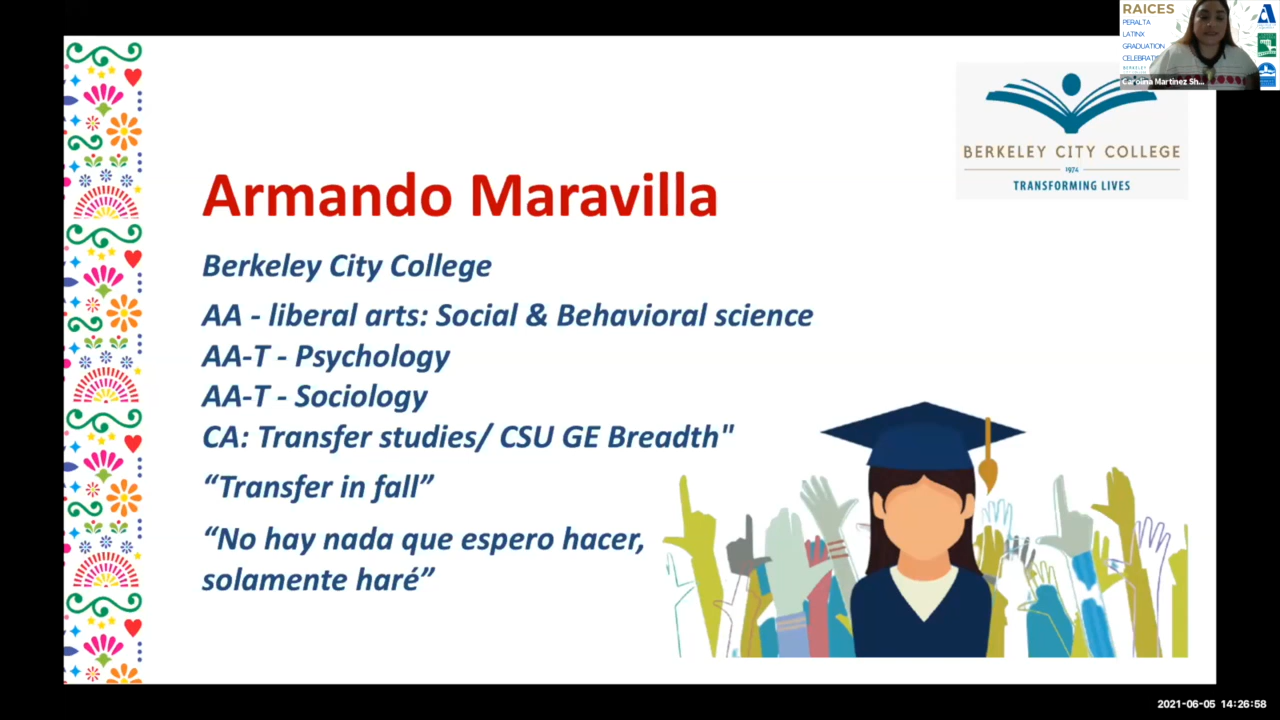 RAICES
PERALTA
LATINX
GRADUATION
CELEBRATI
Carolina Martinez Sh...
BERKELEY CITY COLLEGE
1974
TRANSFORMING LIVES
Armando Maravilla
Berkeley City College
AA - liberal arts: Social & Behavioral science
AA-T - Psychology
AA-T - Sociology
CA: Transfer studies/ CSU GE Breadth"
“Transfer in fall”
“No hay nada que espero hacer,
solamente haré”
2021-06-05 14:26:58